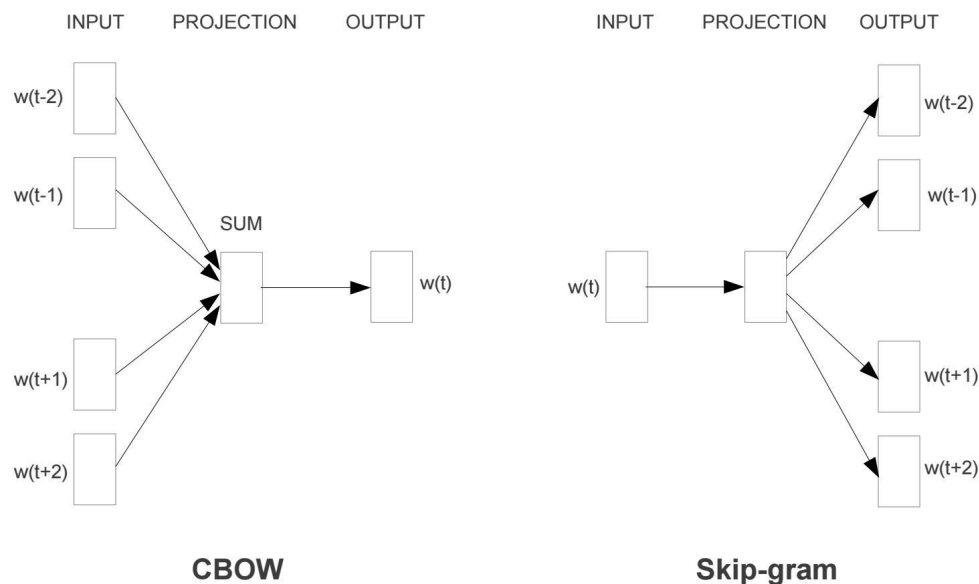 INPUT PROJECTION OUTPUT
w(t-2)
w(t-1)
SUM
w(t)
w(t+1)
w(t+2)
CBOW
INPUT PROJECTION OUTPUT
w(t-2)
w(t-1)
w(t)
w(t+1)
w(t+2)
Skip-gram